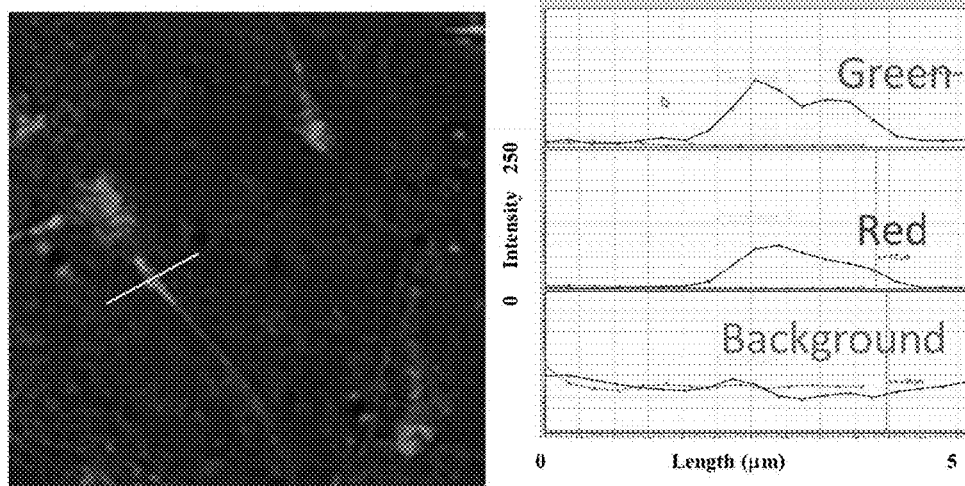 Green
Red
Background
0 Intensity 250
0 Length (μm) 5